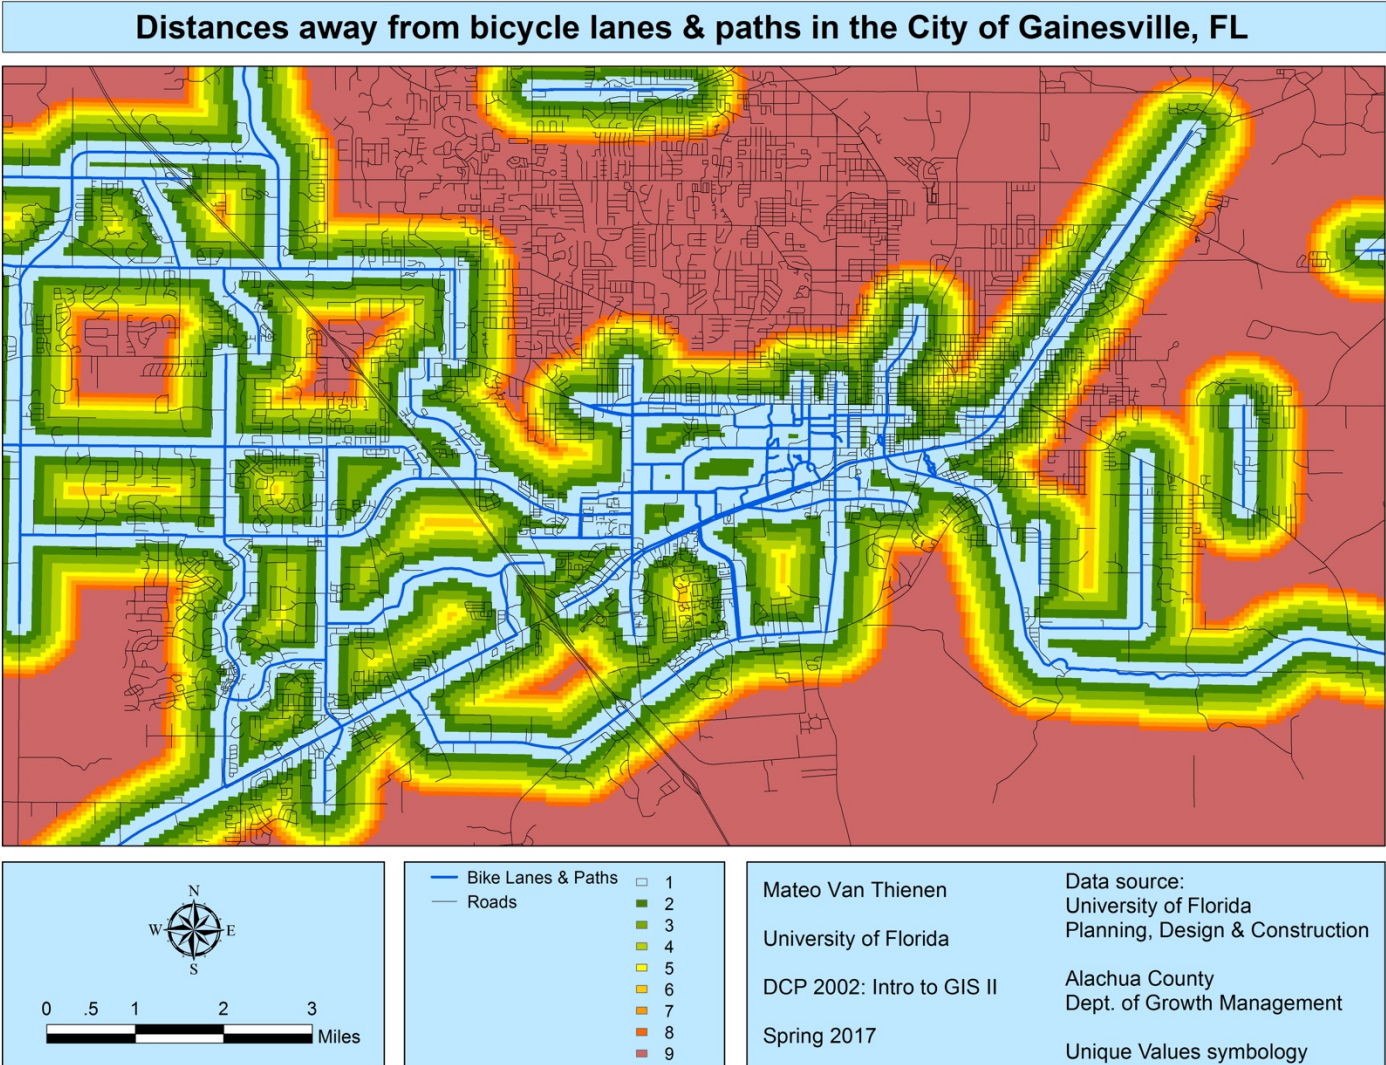 Distances away from bicycle lanes & paths in the City of Gainesville, FL
N
W E
S
0 .5 1 2 3
Miles
Bike Lanes & Paths
Roads
1
2
3
4
5
6
7
8
9
Mateo Van Thienen
University of Florida
DCP 2002: Intro to GIS II
Spring 2017
Data source:
University of Florida
Planning, Design & Construction
Alachua County
Dept. of Growth Management
Unique Values symbology